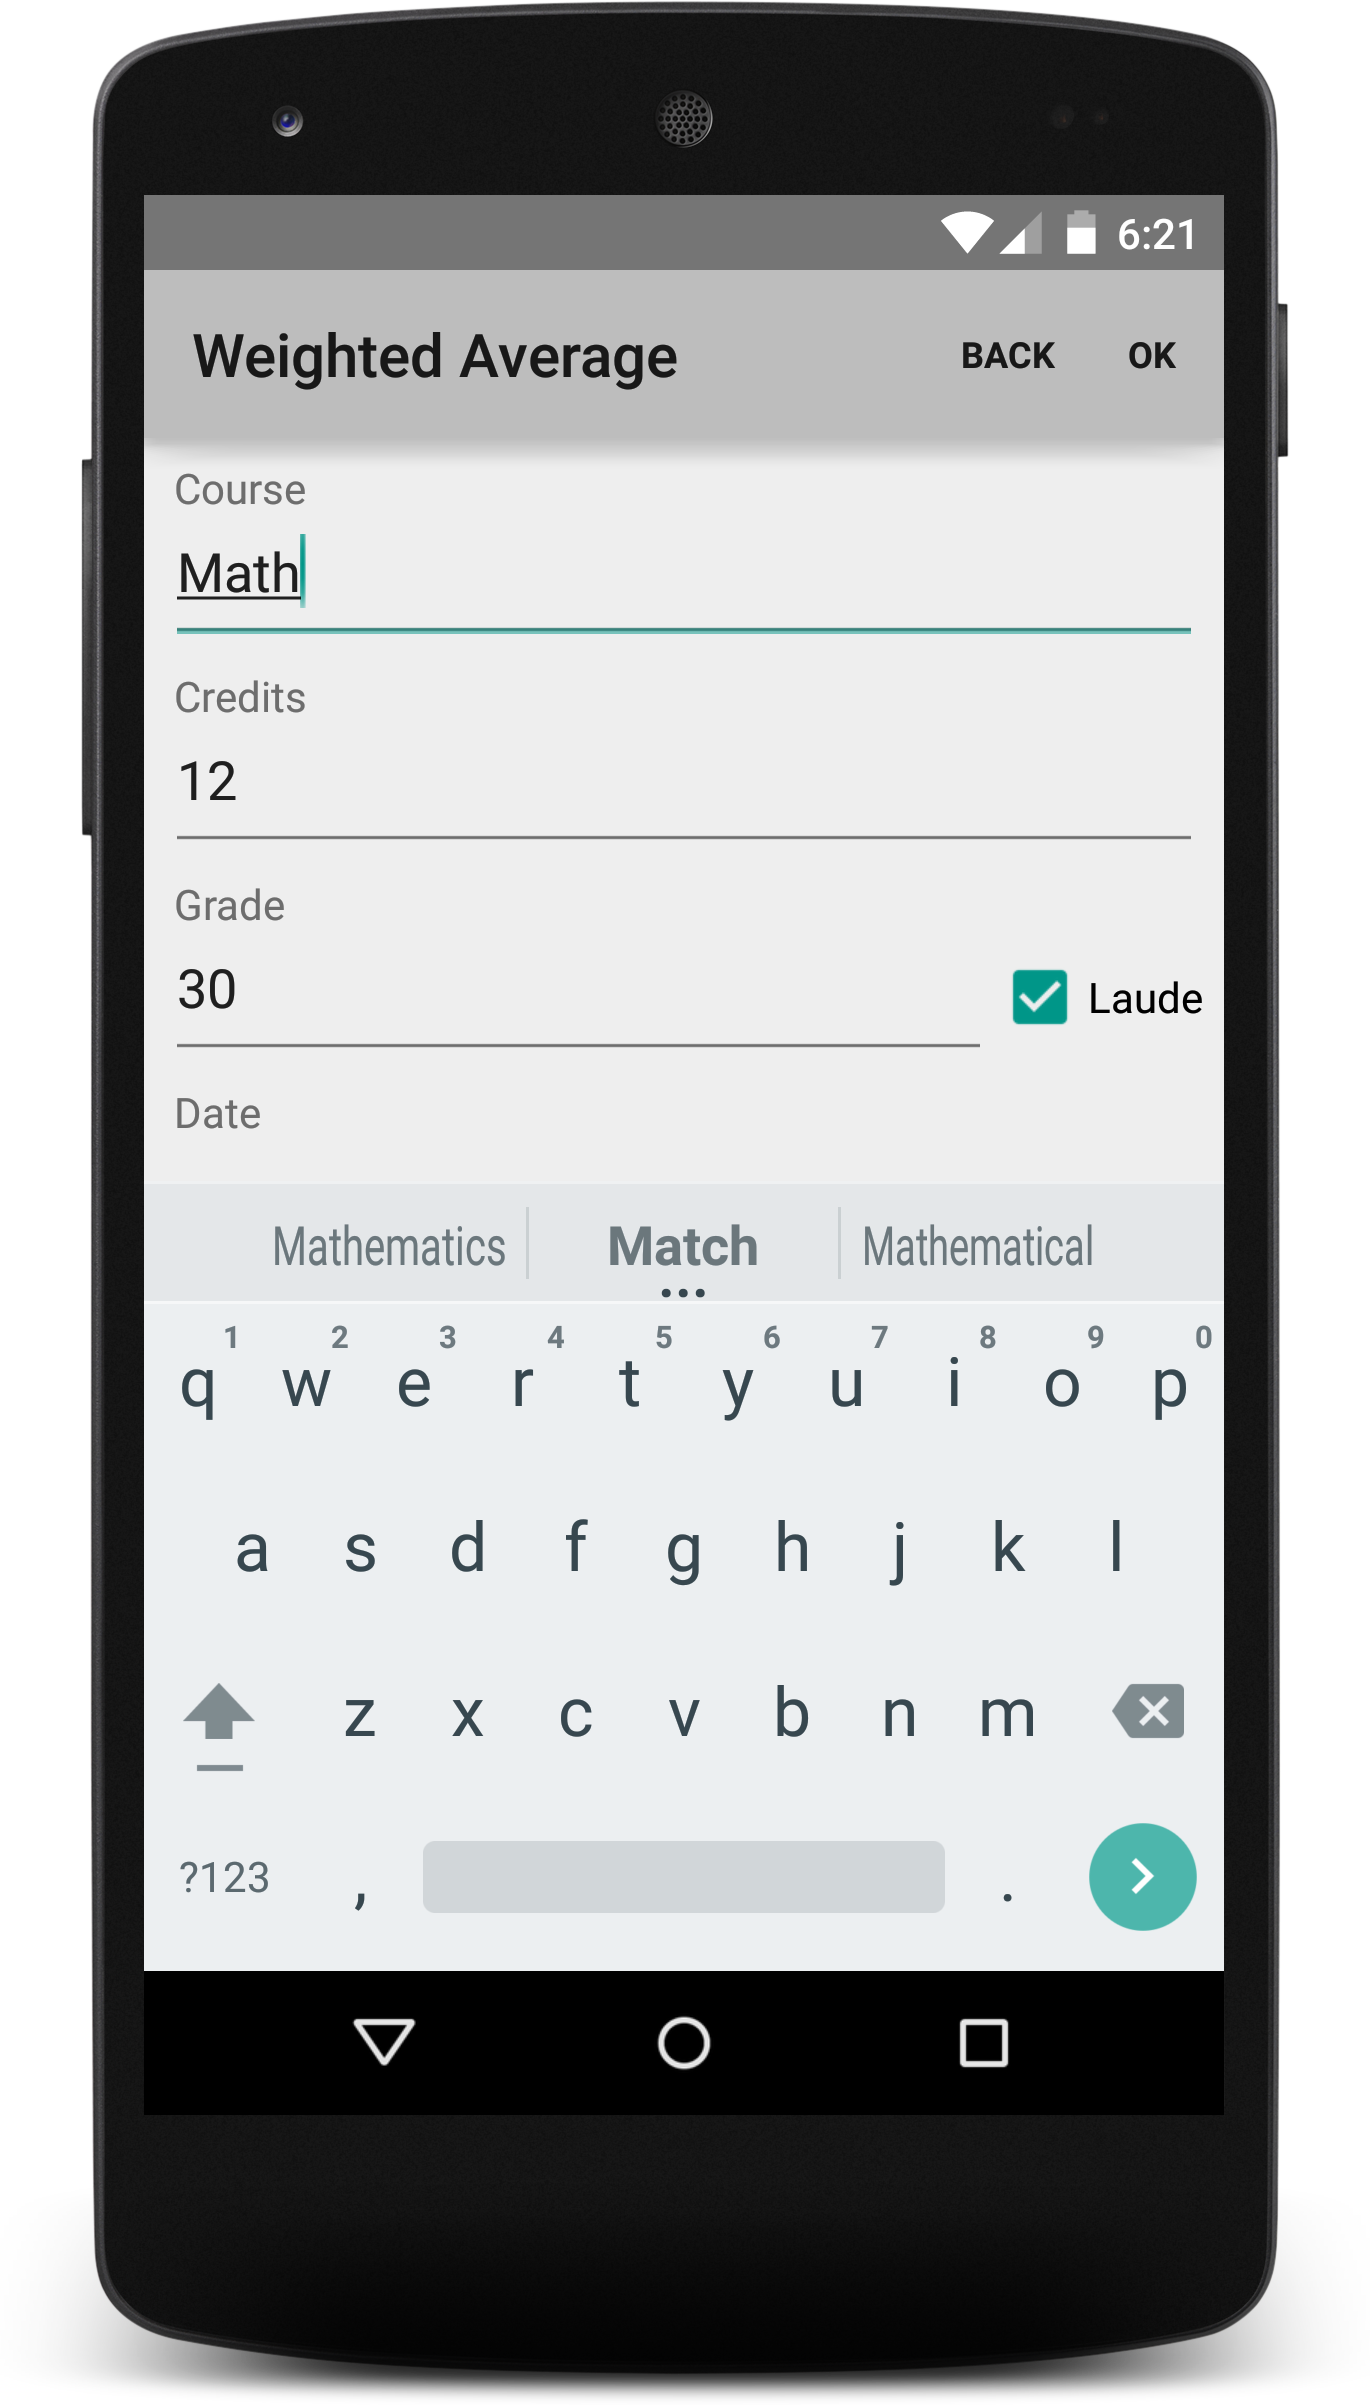 6:21
Weighted Average BACK OK
Course
Math
Credits
12
Grade
30 Laude
Date
Mathematics Match Mathematical
1 2 3 4 5 6 7 8 9 0
q w e r t y u i o p
a s d f g h j k l
z x c v b n m
?123 , .